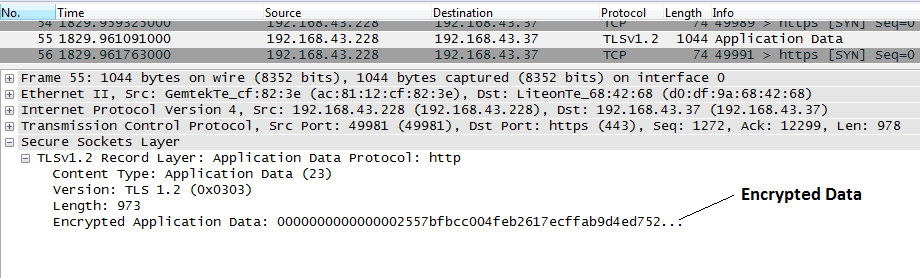 No. Time Source Destination Protocol Length Info
54 1829.959325000 192.168.43.228 192.168.43.37 TCP 74 49989 > https [SYN] Seq=0
55 1829.961091000 192.168.43.228 192.168.43.37 TLSv1.2 1044 Application Data
56 1829.961763000 192.168.43.228 192.168.43.37 TCP 74 49991 > https [SYN] Seq=0
Frame 55: 1044 bytes on wire (8352 bits), 1044 bytes captured (8352 bits) on interface 0
Ethernet II, Src: GemtekTe_cf:82:3e (ac:81:12:cf:82:3e), Dst: LiteonTe_68:42:68 (d0:df:9a:68:42:68)
Internet Protocol Version 4, Src: 192.168.43.228 (192.168.43.228), Dst: 192.168.43.37 (192.168.43.37)
Transmission Control Protocol, Src Port: 49981 (49981), Dst Port: https (443), Seq: 1272, Ack: 12299, Len: 978
Secure Sockets Layer
TLSv1.2 Record Layer: Application Data Protocol: http
Content Type: Application Data (23)
Version: TLS 1.2 (0x0303)
Length: 973
Encrypted Application Data: 0000000000000002557bfbcc004feb2617ecffab9d4ed752...
Encrypted Data